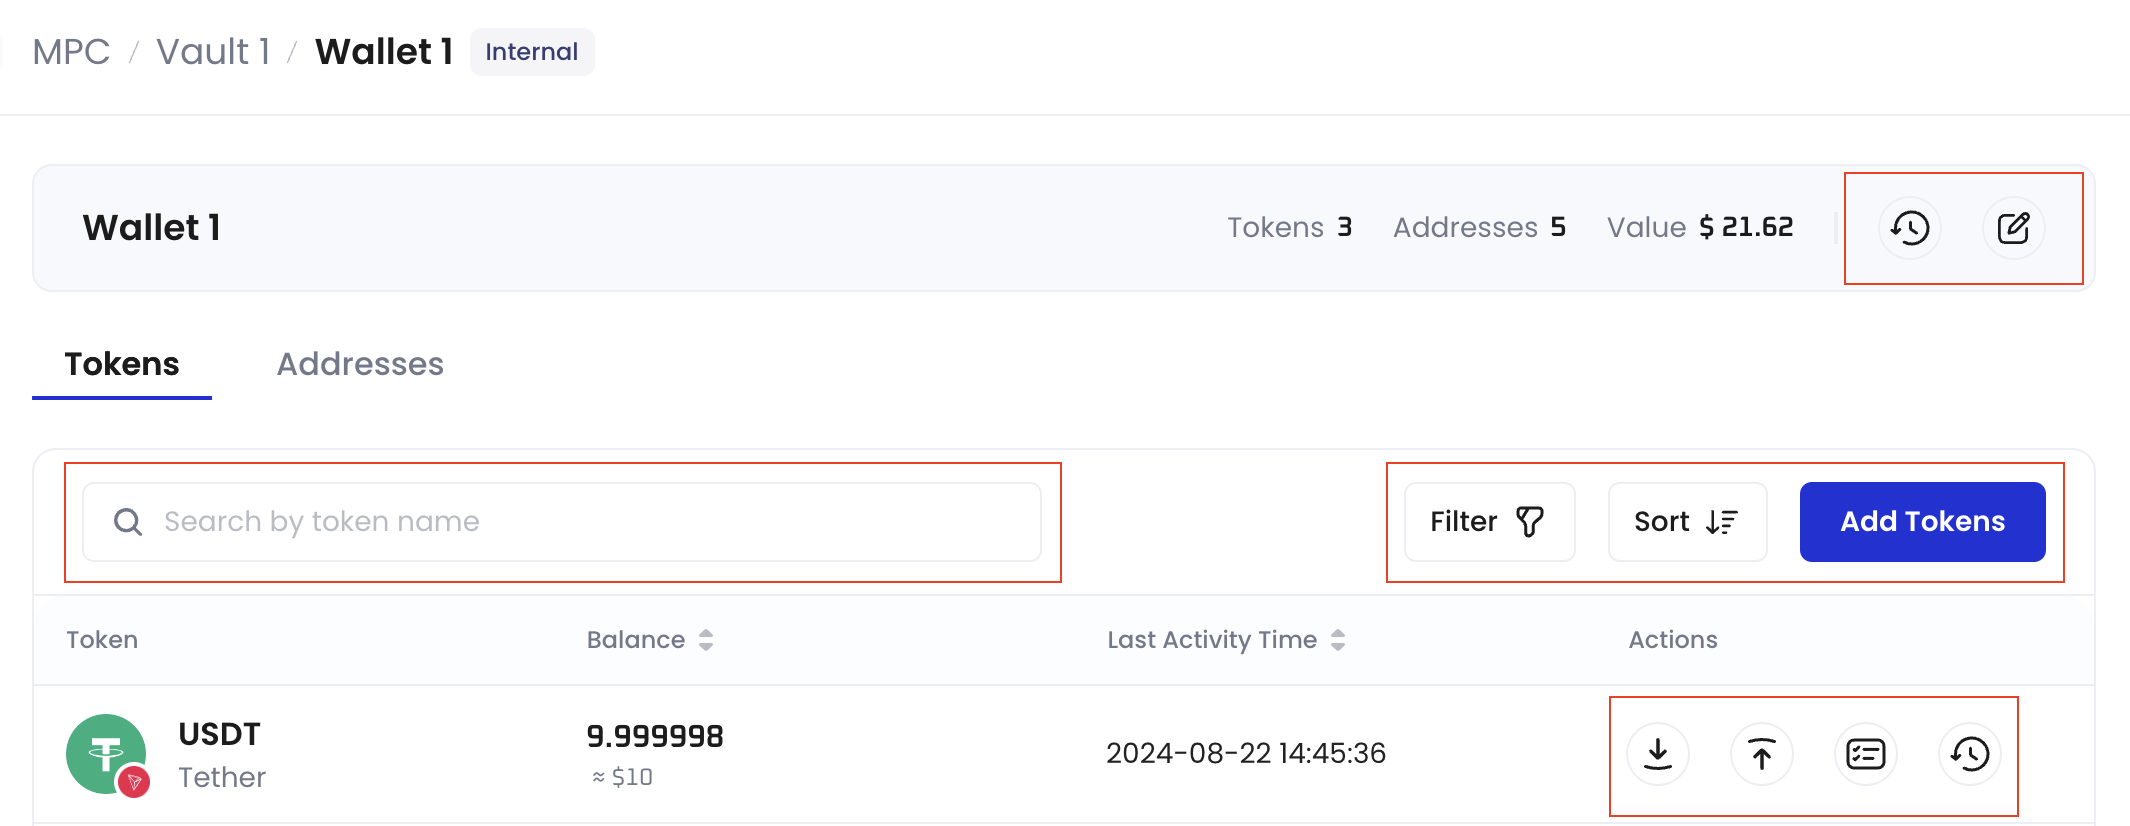 MPC / Vault 1 / Wallet 1 Internal
Wallet 1 Tokens 3 Addresses 5 Value $ 21.62
Tokens Addresses
Search by token name Filter Sort Add Tokens
Token Balance Last Activity Time Actions
USDT 9.999998 2024-08-22 14:45:36
Tether ≈ $10